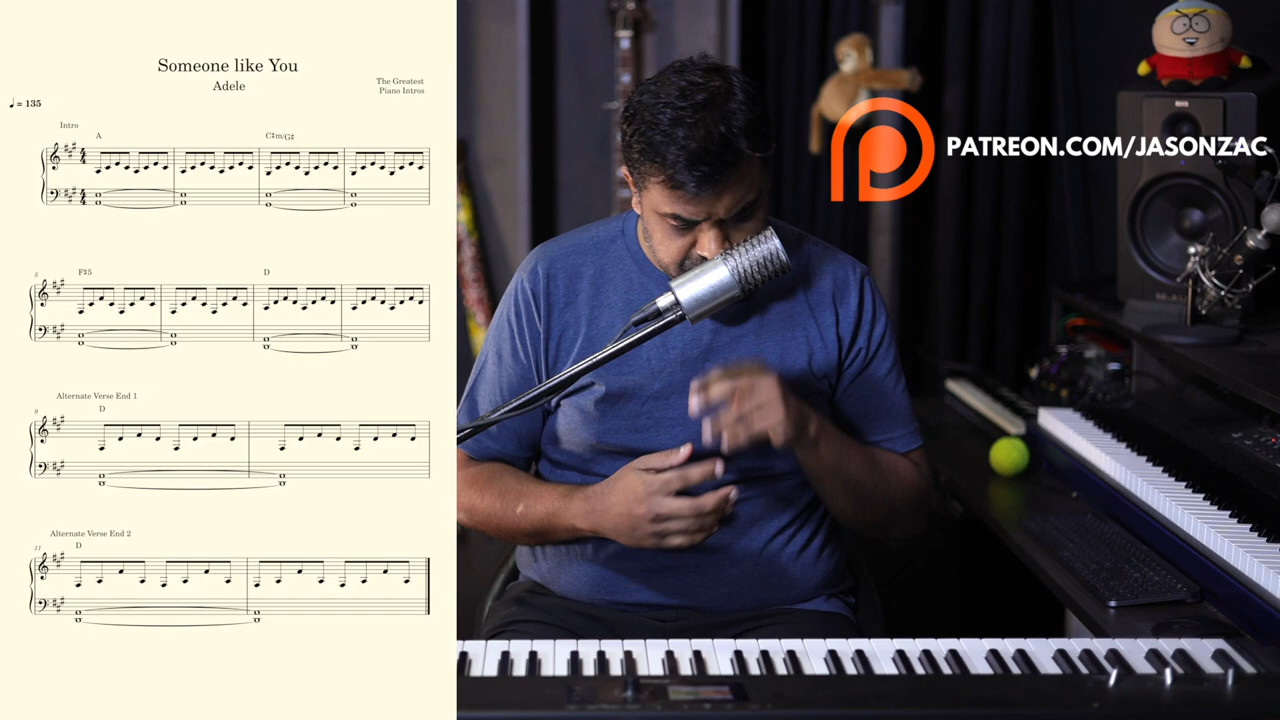 Someone like You
Adele
The Greatest
Piano Intros
♩ = 135
Intro
A
C♯m/G♯
5
F♯5
D
Alternate Verse End 1
9
D
Alternate Verse End 2
11
D
PATREON.COM/JASONZAC